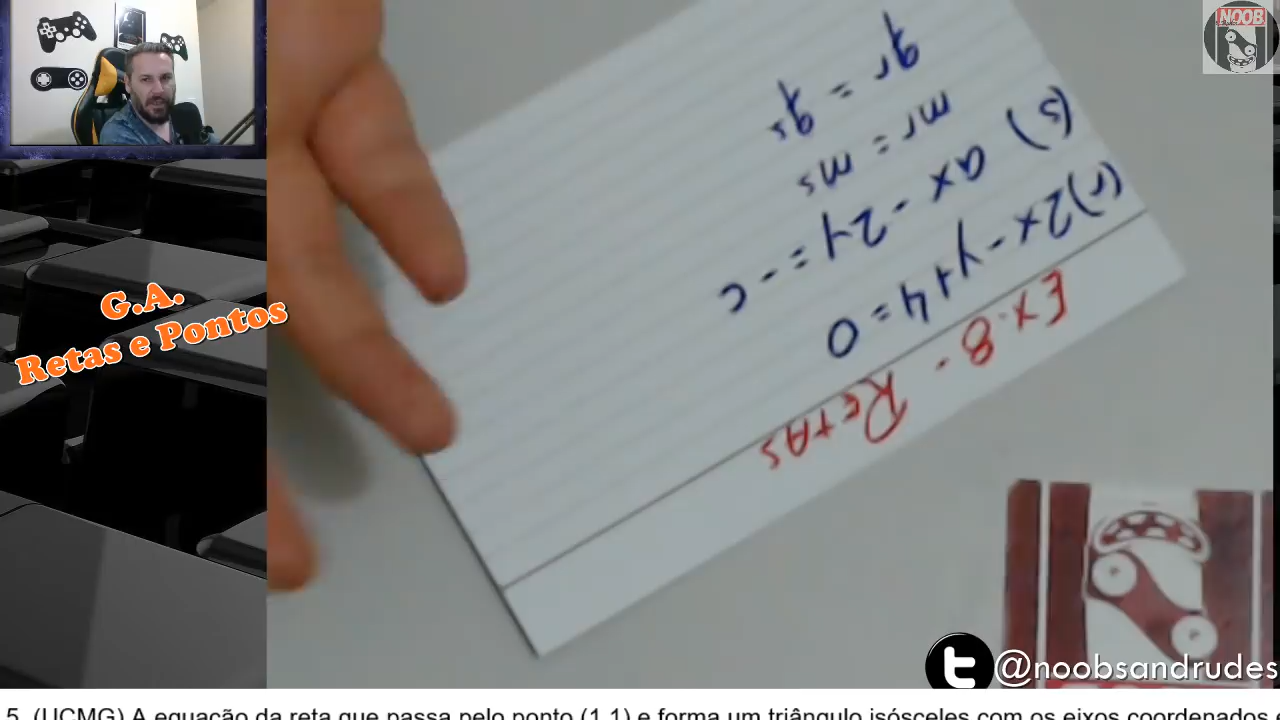 NOOB
G.A.
Retas e Pontos
Ex. 8 - Retas
(r) 2x - y + 4 = 0
(s) ax - 2y = -c
mr = ms
qr = qs
@noobsandrudes
5. (UCMG) A equação da reta que passa pelo ponto (1,1) e forma um triângulo isósceles com os eixos coordenados